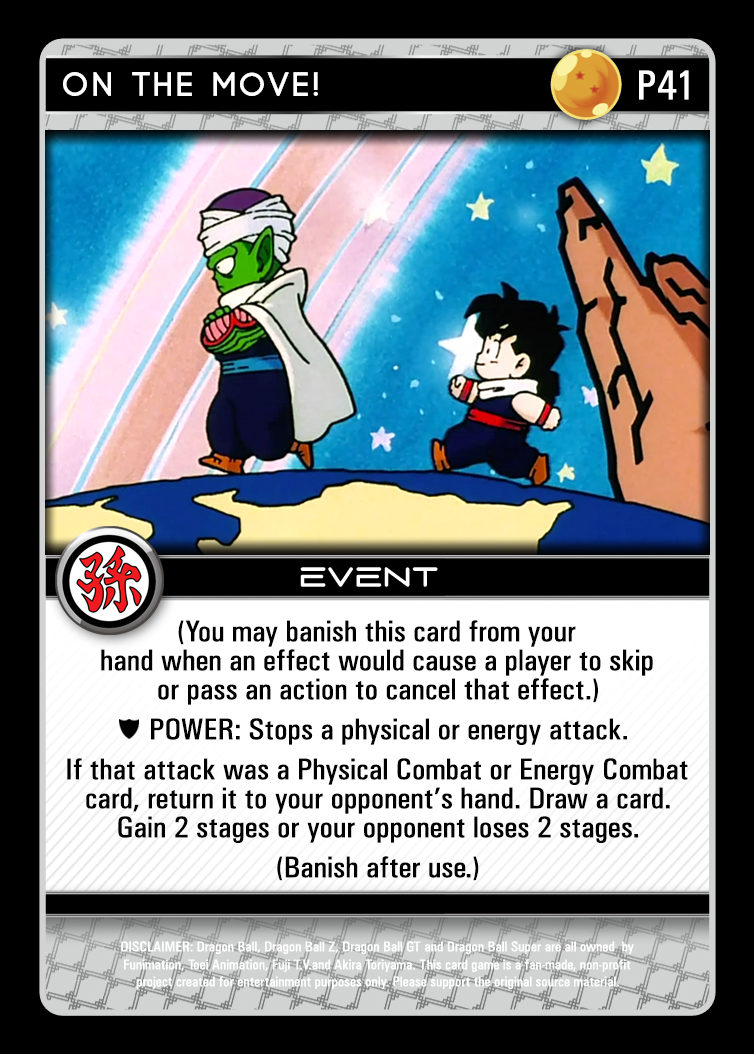 ON THE MOVE!
P41
孫
EVENT
(You may banish this card from your
hand when an effect would cause a player to skip
or pass an action to cancel that effect.)
POWER: Stops a physical or energy attack.
If that attack was a Physical Combat or Energy Combat
card, return it to your opponent's hand. Draw a card.
Gain 2 stages or your opponent loses 2 stages.
(Banish after use.)
DISCLAIMER: Dragon Ball, Dragon Ball Z, Dragon Ball GT and Dragon Ball Super are all owned by
Funimation, Toei Animation, Fuji T.V.and Akira Toriyama. This card game is a fan-made, non-profit
project created for entertainment purposes only. Please support the original source material.